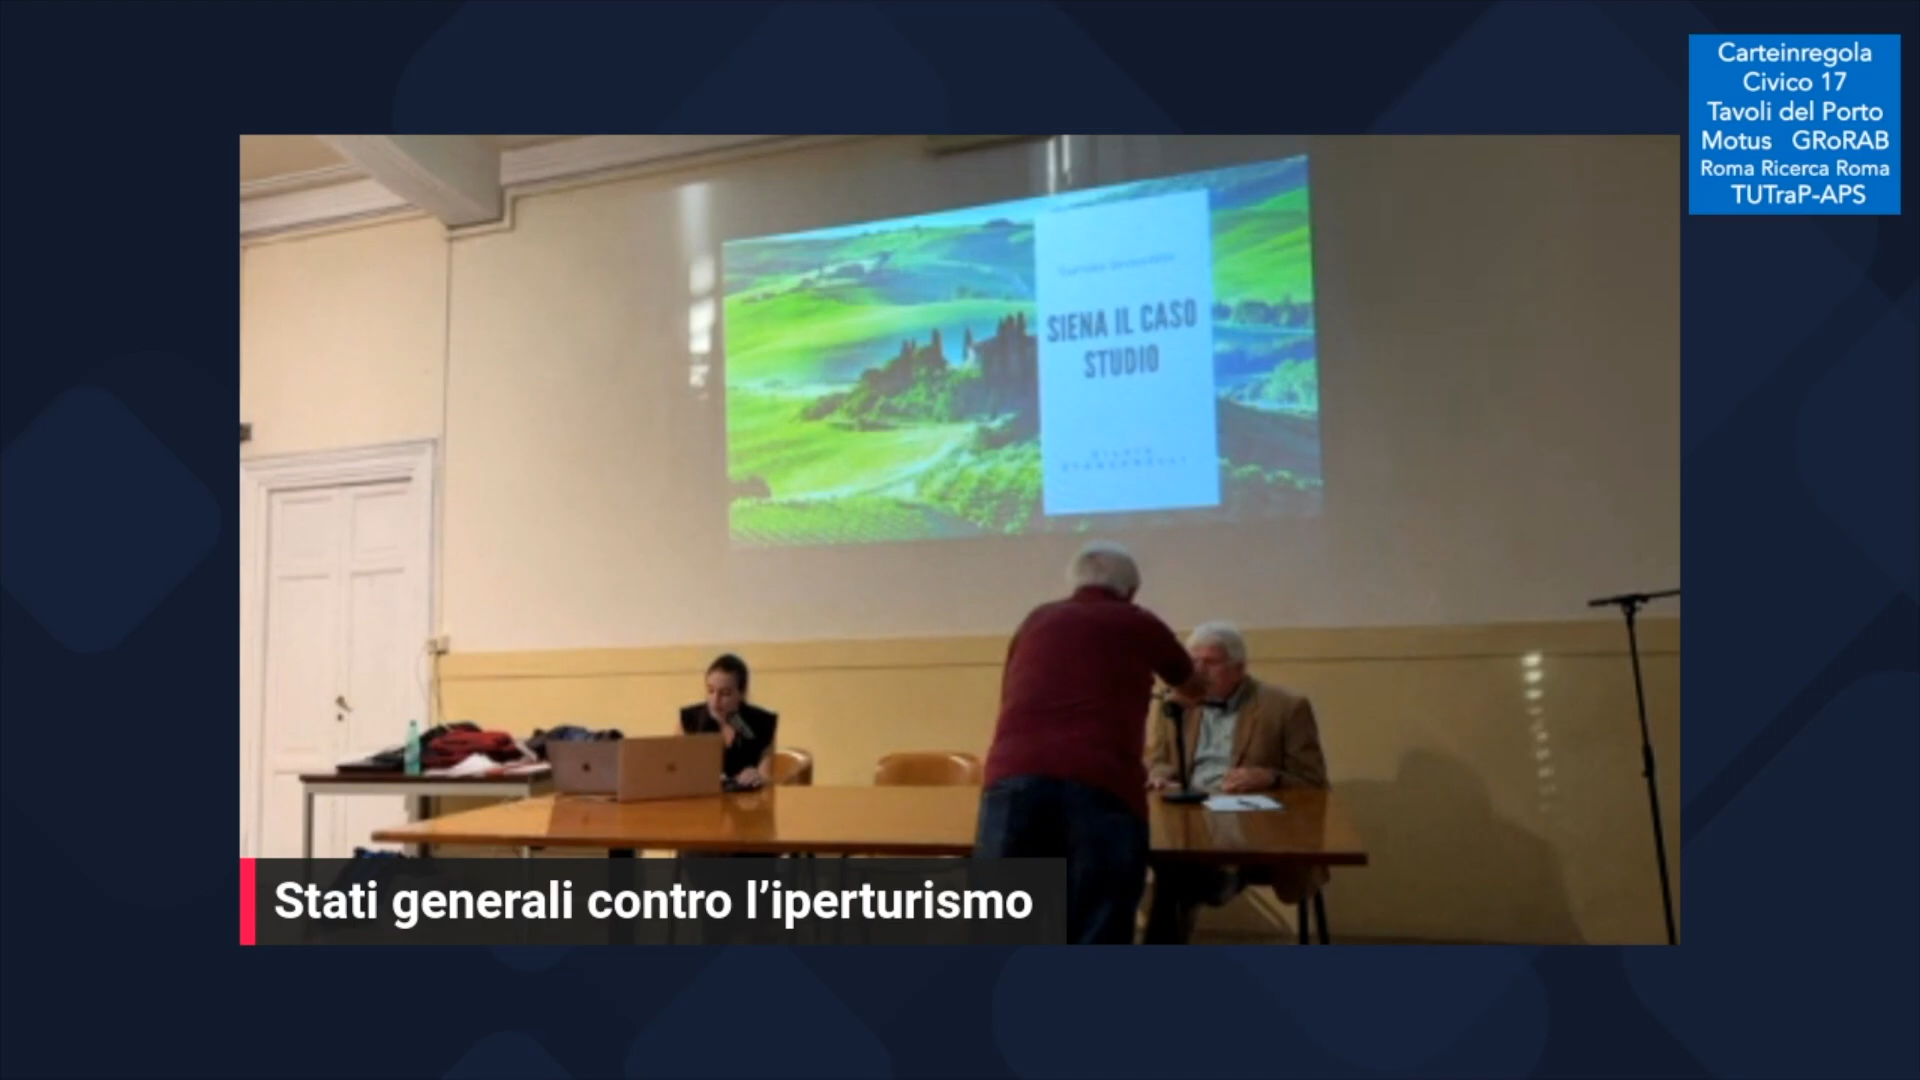 Carteinregola
Civico 17
Tavoli del Porto
Motus GRoRAB
Roma Ricerca Roma
TUTraP-APS
SIENA IL CASO
STUDIO
Stati generali contro l’iperturismo